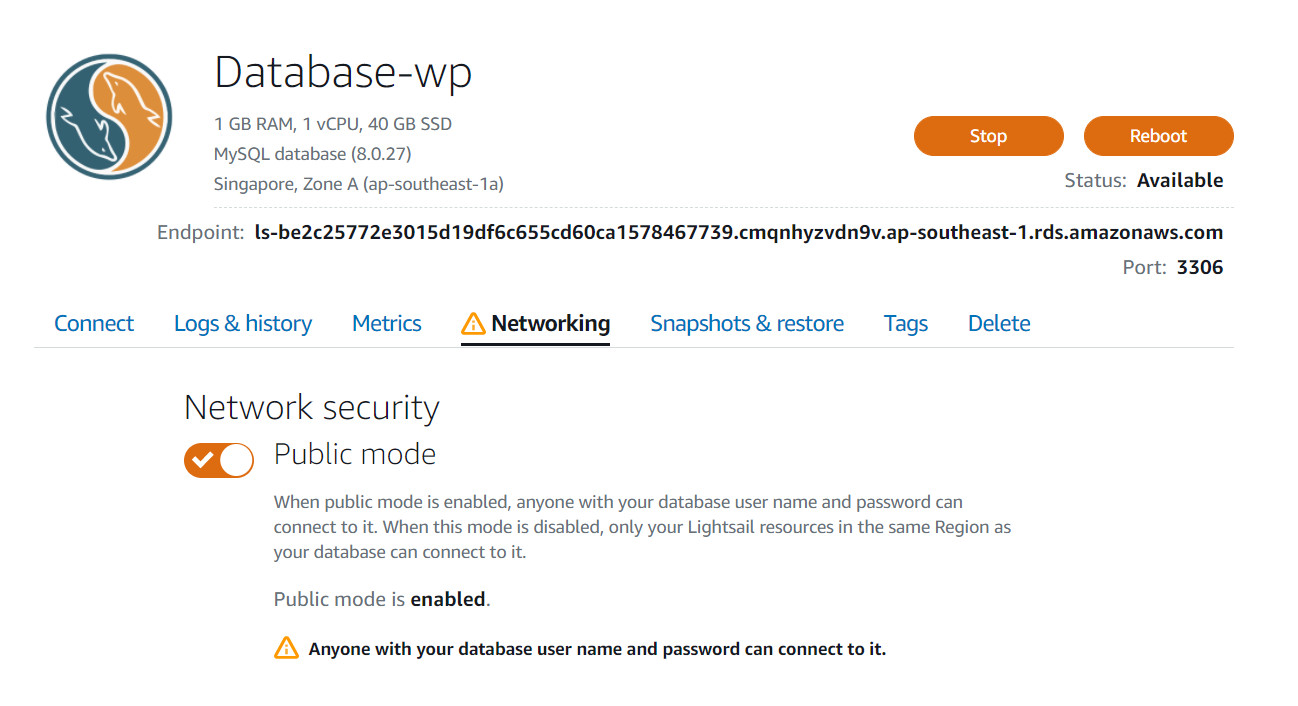 Database-wp
1 GB RAM, 1 vCPU, 40 GB SSD
MySQL database (8.0.27)
Singapore, Zone A (ap-southeast-1a)
Stop
Reboot
Status: Available
Endpoint: ls-be2c25772e3015d19df6c655cd60ca1578467739.cmqnhyzvdn9v.ap-southeast-1.rds.amazonaws.com
Port: 3306
Connect
Logs & history
Metrics
Networking
Snapshots & restore
Tags
Delete
Network security
Public mode
When public mode is enabled, anyone with your database user name and password can
connect to it. When this mode is disabled, only your Lightsail resources in the same Region as
your database can connect to it.
Public mode is enabled.
Anyone with your database user name and password can connect to it.